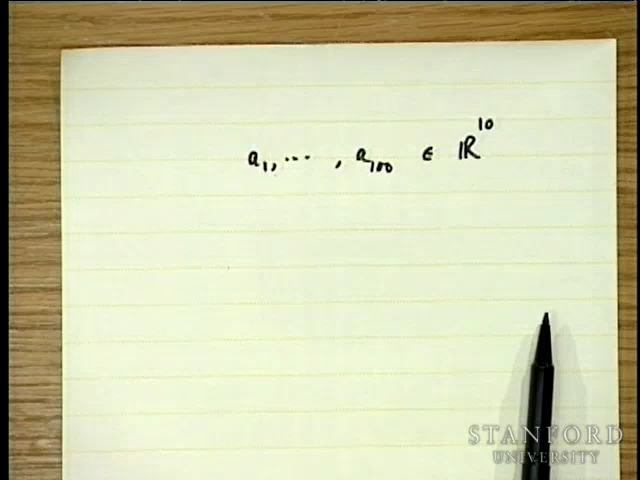 a₁, ⋯ , a₁₀₀ ∈ ℝ¹⁰
STANFORD
UNIVERSITY